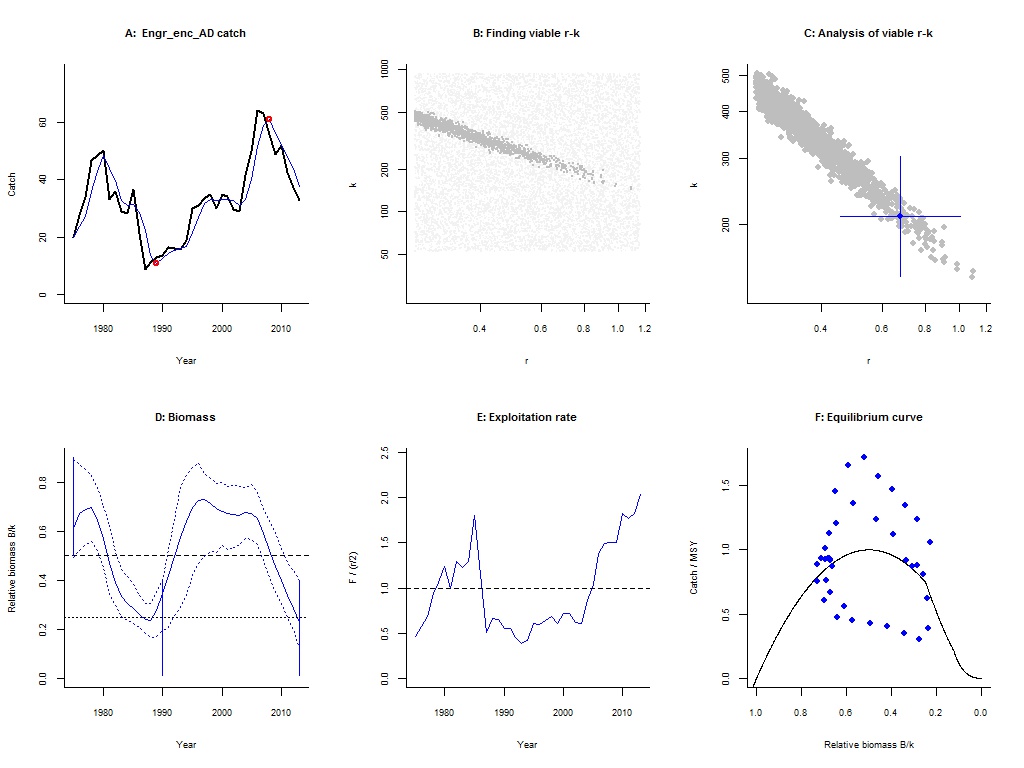 A: Engr_enc_AD catch
Catch
0 20 40 60
1980 1990 2000 2010
Year
B: Finding viable r-k
k
50 100 200 500 1000
0.4 0.6 0.8 1.0 1.2
r
C: Analysis of viable r-k
k
200 300 400 500
0.4 0.6 0.8 1.0 1.2
r
D: Biomass
Relative biomass B/k
0.0 0.2 0.4 0.6 0.8
1980 1990 2000 2010
Year
E: Exploitation rate
F / (r/2)
0.0 0.5 1.0 1.5 2.0 2.5
1980 1990 2000 2010
Year
F: Equilibrium curve
Catch / MSY
0.0 0.5 1.0 1.5
1.0 0.8 0.6 0.4 0.2 0.0
Relative biomass B/k